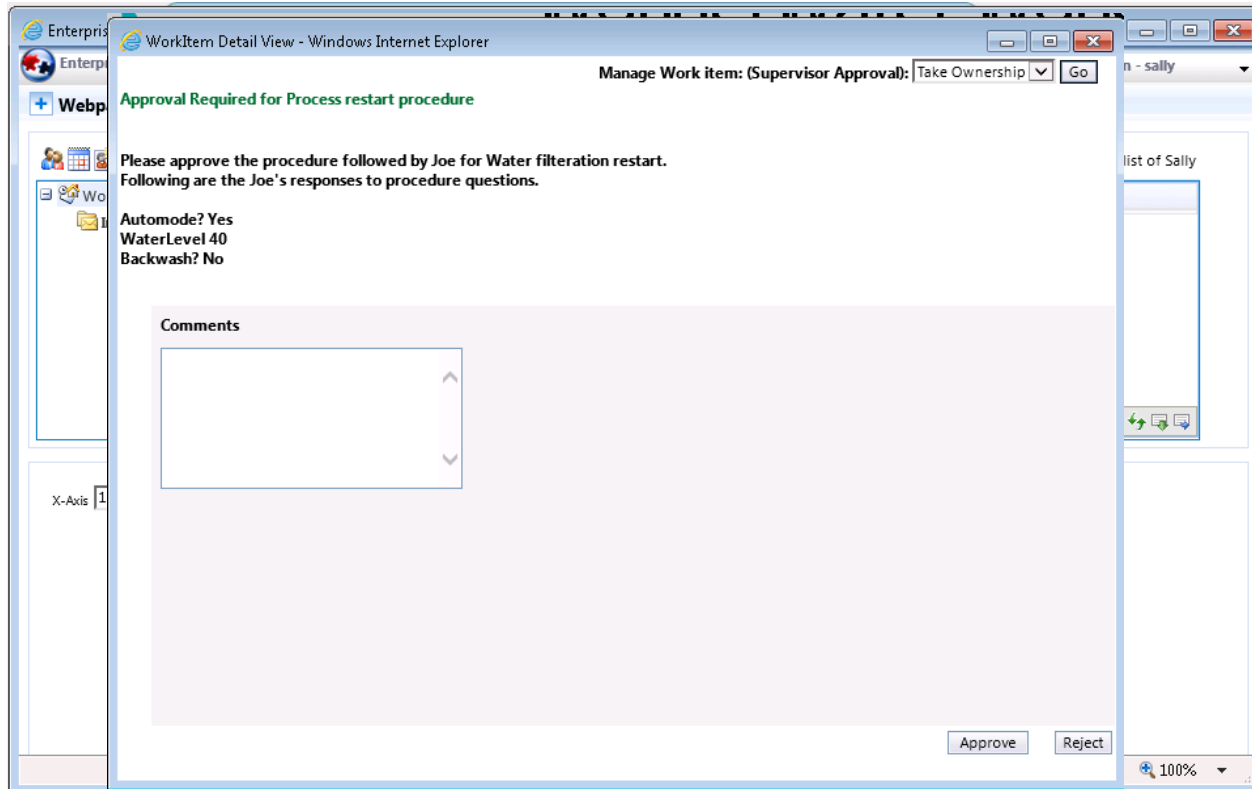 Enterpris
WorkItem Detail View - Windows Internet Explorer
Enterp
n - sally
Manage Work item: (Supervisor Approval): Take Ownership Go
+ Webp
Approval Required for Process restart procedure
Please approve the procedure followed by Joe for Water filteration restart.
list of Sally
Following are the Joe's responses to procedure questions.
Wo
Automode? Yes
WaterLevel 40
Backwash? No
Comments
X-Axis 1
Approve Reject
100%